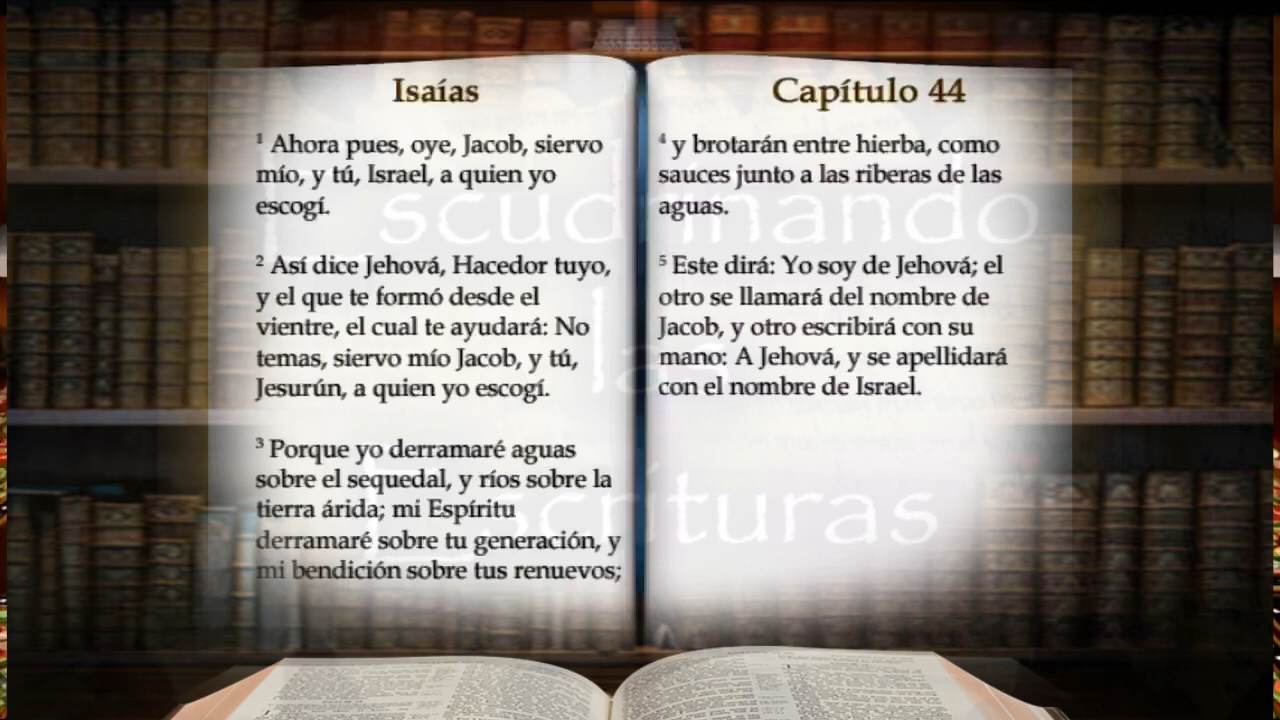 Isaías
1 Ahora pues, oye, Jacob, siervo
mío, y tú, Israel, a quien yo
escogí.
2 Así dice Jehová, Hacedor tuyo,
y el que te formó desde el
vientre, el cual te ayudará: No
temas, siervo mío Jacob, y tú,
Jesurún, a quien yo escogí.
3 Porque yo derramaré aguas
sobre el sequedal, y ríos sobre la
tierra árida; mi Espíritu
derramaré sobre tu generación, y
mi bendición sobre tus renuevos;
Capítulo 44
4 y brotarán entre hierba, como
sauces junto a las riberas de las
aguas.
5 Este dirá: Yo soy de Jehová; el
otro se llamará del nombre de
Jacob, y otro escribirá con su
mano: A Jehová, y se apellidará
con el nombre de Israel.
Escudriñando
las
Escrituras